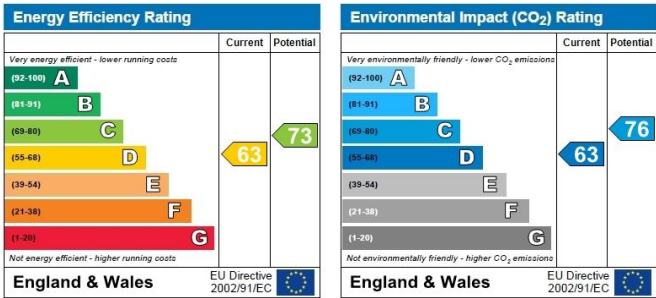 Energy Efficiency Rating
Current Potential
Very energy efficient - lower running costs
(92-100) A
(81-91) B
(69-80) C
(55-68) D
(39-54) E
(21-38) F
(1-20) G
63
73
Not energy efficient - higher running costs
England & Wales
EU Directive
2002/91/EC
Environmental Impact (CO2) Rating
Current Potential
Very environmentally friendly - lower CO2 emissions
(92-100) A
(81-91) B
(69-80) C
(55-68) D
(39-54) E
(21-38) F
(1-20) G
63
76
Not environmentally friendly - higher CO2 emissions
England & Wales
EU Directive
2002/91/EC